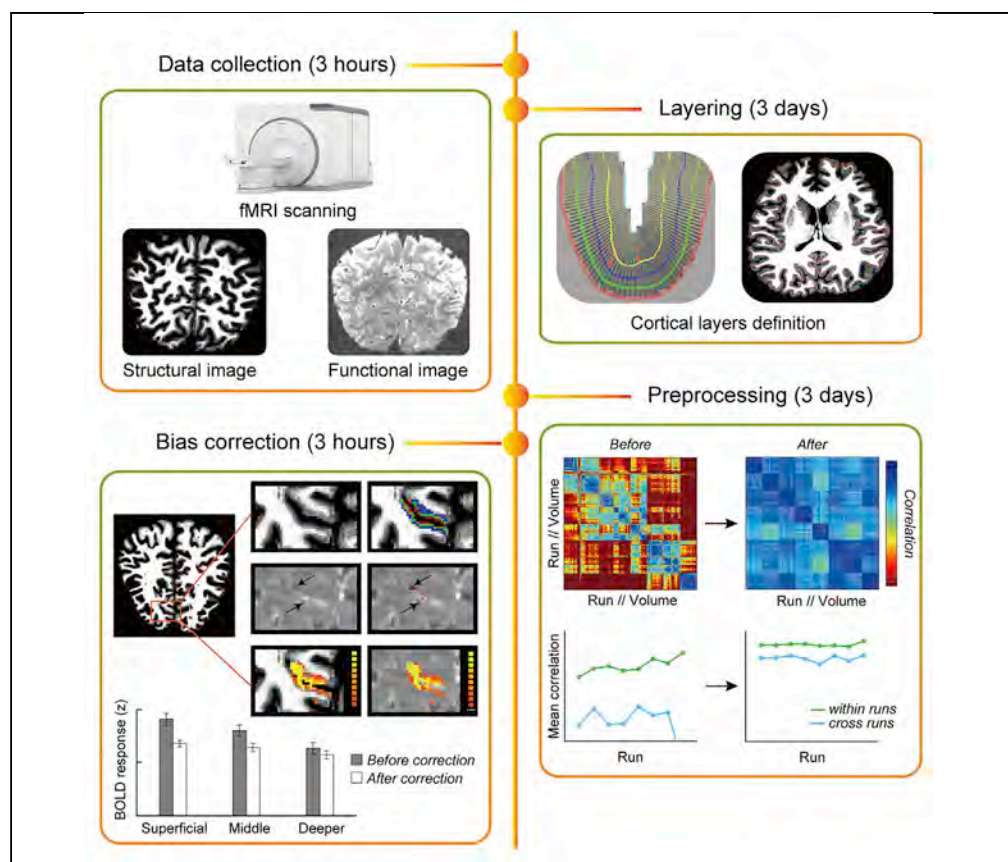 Data collection (3 hours)
fMRI scanning
Structural image
Functional image
Layering (3 days)
Cortical layers definition
Preprocessing (3 days)
Before
After
Run // Volume
Run // Volume
Run // Volume
Correlation
Mean correlation
within runs
cross runs
Run
Run
Bias correction (3 hours)
BOLD response (z)
Before correction
After correction
Superficial
Middle
Deeper